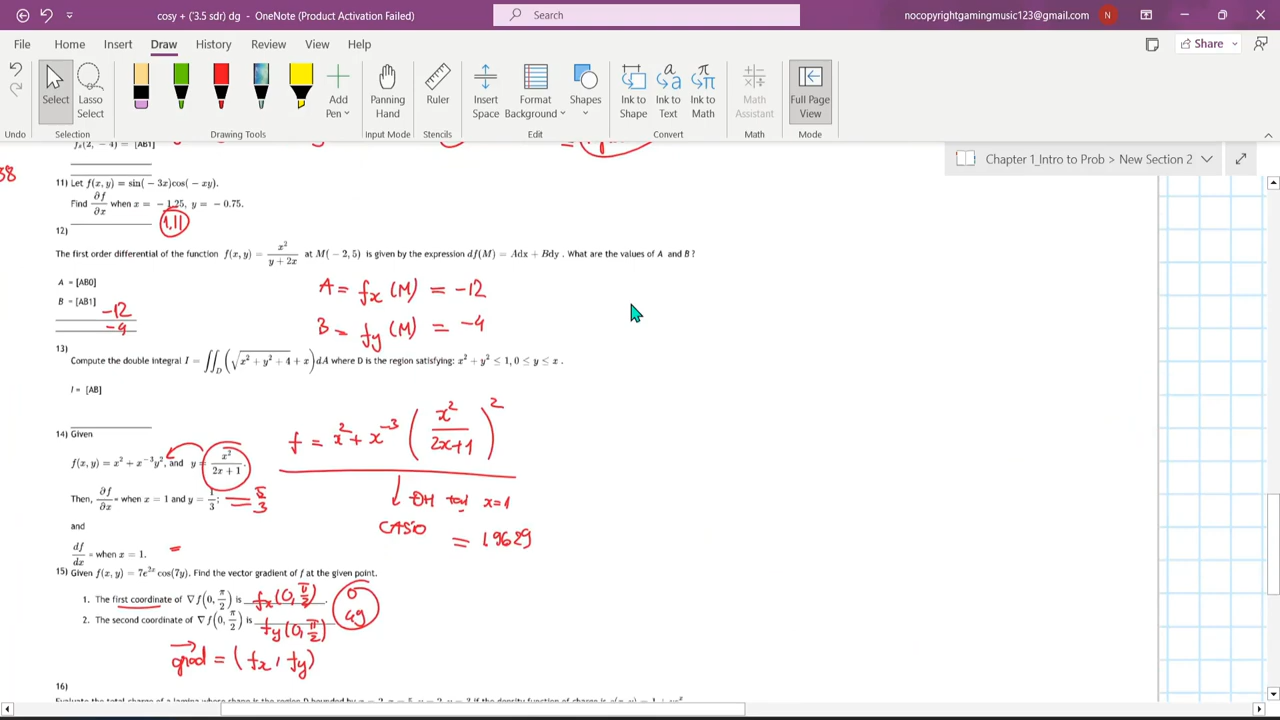 cosy + (3.5 sdr) dg - OneNote (Product Activation Failed)
Search
nocopyrightgamingmusic123@gmail.com N
File Home Insert Draw History Review View Help
Share
Select Lasso Select Add Pen Panning Hand Ruler Insert Space Format Background Shapes Ink to Shape Ink to Text Ink to Math Math Assistant Full Page View
Undo Selection Drawing Tools Input Mode Stencils Edit Convert Math Mode
Chapter 1_Intro to Prob > New Section 2
fₓ(2, − 4) = [AB1]
38
11) Let f(x, y) = sin( − 3x)cos( − xy).
Find ∂f/∂x when x = − 1.25, y = − 0.75.
1,11
12)
The first order differential of the function f(x, y) = x²/(y + 2x) at M( − 2, 5) is given by the expression df(M) = Adx + Bdy . What are the values of A and B ?
A = [AB0]
A = fx (M) = -12
B = [AB1]
-12
B = fy (M) = -4
-4
13)
Compute the double integral I = ∬_D (√(x² + y² + 4) + x)dA where D is the region satisfying: x² + y² ≤ 1, 0 ≤ y ≤ x .
I = [AB]
14) Given
f = x² + x⁻³ (x²/(2x+1))²
f(x, y) = x² + x⁻³y², and y = x²/(2x + 1)
Then, ∂f/∂x = when x = 1 and y = 1/3; = 5/3
x=1
CASIO
= 1.9629
and
df/dx = when x = 1. =
15) Given f(x, y) = 7e²ˣ cos(7y). Find the vector gradient of f at the given point.
1. The first coordinate of ∇f(0, π/2) is fx(0, π/2) 0
2. The second coordinate of ∇f(0, π/2) is fy(0, π/2) 49
grad = (fx, fy)
16)